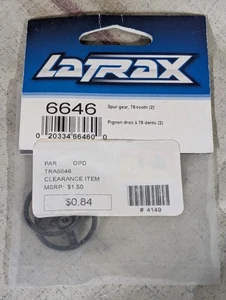 LaTRAX
6646
Spur gear, 78-tooth (2)
Pignon droit à 78 dents (2)
0 20334 66460 0
PAR OPD
TRA6646
CLEARANCE ITEM
MSRP: $1.50
$0.84
# 4149